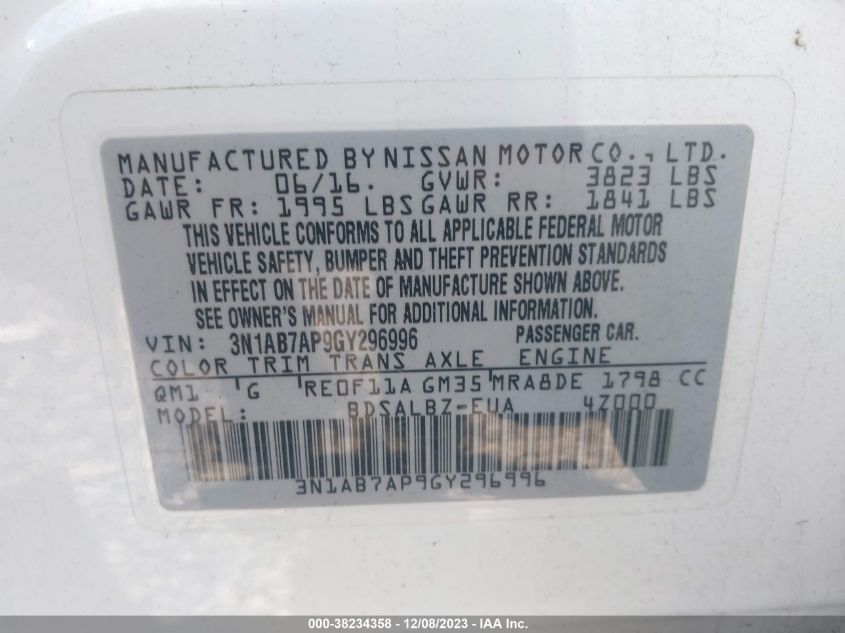 MANUFACTURED BY NISSAN MOTOR CO., LTD.
DATE: 06/16. GVWR: 3823 LBS
GAWR FR: 1995 LBS GAWR RR: 1841 LBS
THIS VEHICLE CONFORMS TO ALL APPLICABLE FEDERAL MOTOR
VEHICLE SAFETY, BUMPER AND THEFT PREVENTION STANDARDS
IN EFFECT ON THE DATE OF MANUFACTURE SHOWN ABOVE.
SEE OWNER'S MANUAL FOR ADDITIONAL INFORMATION.
VIN: 3N1AB7AP9GY296996 PASSENGER CAR.
COLOR TRIM TRANS AXLE ENGINE
QM1 G RE0F11A GM35 MRA8DE 1798 CC
MODEL: BDSALBZ-EUA 4Z000
3N1AB7AP9GY296996
000-38234358 - 12/08/2023 - IAA Inc.